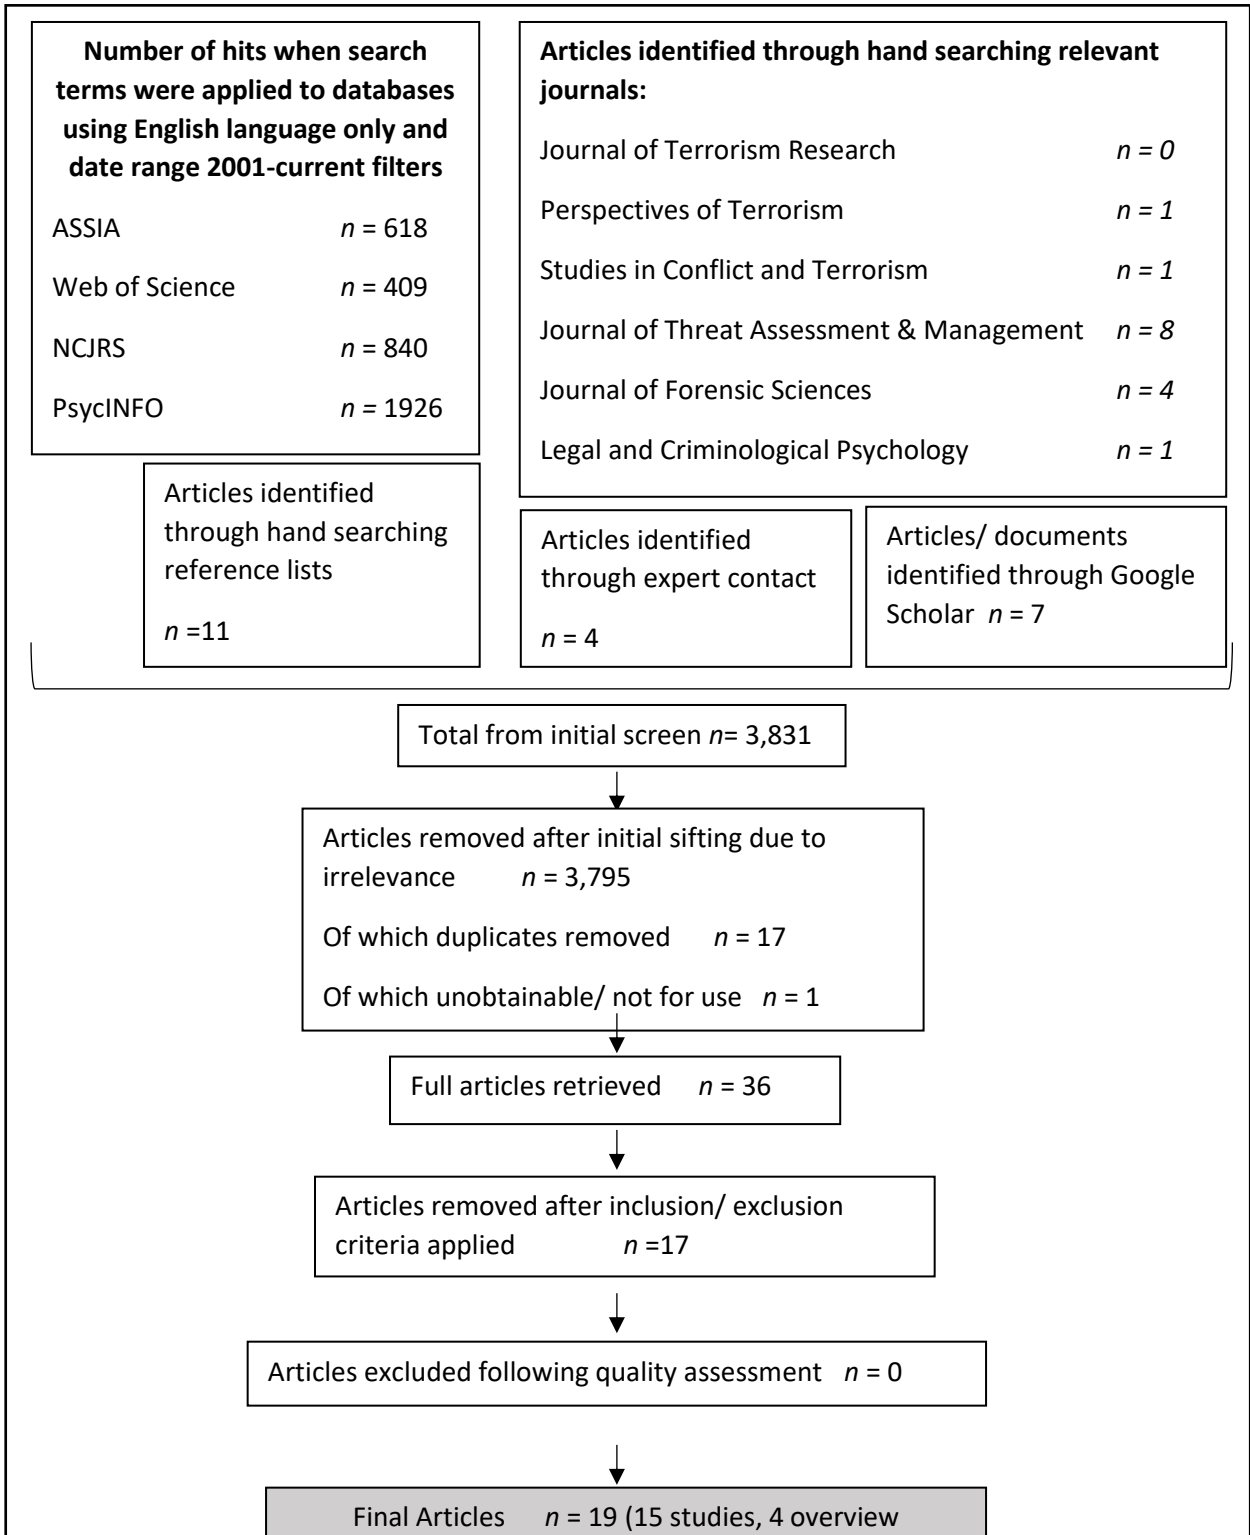 Number of hits when search
terms were applied to databases
using English language only and
date range 2001-current filters
ASSIA n = 618
Web of Science n = 409
NCJRS n = 840
PsycINFO n = 1926
Articles identified through hand searching relevant
journals:
Journal of Terrorism Research n = 0
Perspectives of Terrorism n = 1
Studies in Conflict and Terrorism n = 1
Journal of Threat Assessment & Management n = 8
Journal of Forensic Sciences n = 4
Legal and Criminological Psychology n = 1
Articles identified
through hand searching
reference lists
n =11
Articles identified
through expert contact
n = 4
Articles/ documents
identified through Google
Scholar n = 7
Total from initial screen n= 3,831
Articles removed after initial sifting due to
irrelevance n = 3,795
Of which duplicates removed n = 17
Of which unobtainable/ not for use n = 1
Full articles retrieved n = 36
Articles removed after inclusion/ exclusion
criteria applied n =17
Articles excluded following quality assessment n = 0
Final Articles n = 19 (15 studies, 4 overview